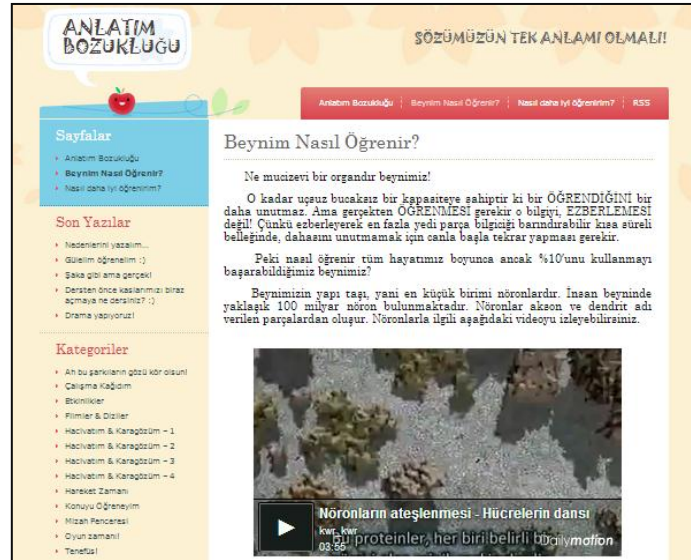 ANLATIM
BOZUKLUĞU
SÖZÜMÜZÜN TEK ANLAMI OLMALI!
Anlatım Bozukluğu
Beynim Nasıl Öğrenir?
Nasıl daha iyi öğrenirim?
RSS
Sayfalar
Anlatım Bozukluğu
Beynim Nasıl Öğrenir?
Nasıl daha iyi öğrenirim?
Son Yazılar
Nedenlerini yazalım...
Gülelim öğrenelim :)
Şaka gibi ama gerçek!
Dersten önce kaslarımızı biraz
açmaya ne dersiniz? :)
Drama yapıyoruz!
Kategoriler
Ah bu şarkıların gözü kör olsun!
Çalışma Kağıdım
Etkinlikler
Filmler & Diziler
Hacivatım & Karagözüm – 1
Hacivatım & Karagözüm – 2
Hacivatım & Karagözüm – 3
Hacivatım & Karagözüm – 4
Hareket Zamanı
Konuyu Öğreneyim
Mizah Penceresi
Oyun zamanı!
Tenefüs!
Beynim Nasıl Öğrenir?
Ne mucizevi bir organdır beynimiz!
O kadar uçsuz bucaksız bir kapasiteye sahiptir ki bir ÖĞRENDİĞİNİ bir
daha unutmaz. Ama gerçekten ÖĞRENMESİ gerekir o bilgiyi, EZBERLEMESİ
değil! Çünkü ezberleyerek en fazla yedi parça bilgiciği barındırabilir kısa süreli
belleğinde, dahasını unutmamak için canla başla tekrar yapması gerekir.
Peki nasıl öğrenir tüm hayatımız boyunca ancak %10'unu kullanmayı
başarabildiğimiz beynimiz?
Beynimizin yapı taşı, yani en küçük birimi nöronlardır. İnsan beyninde
yaklaşık 100 milyar nöron bulunmaktadır. Nöronlar akson ve dendrit adı
verilen parçalardan oluşur. Nöronlarla ilgili aşağıdaki videoyu izleyebilirsiniz.
Nöronların ateşlenmesi - Hücrelerin dansı
kwr_kwr
03:55
Bu proteinler, her biri belirli bir
Dailymotion